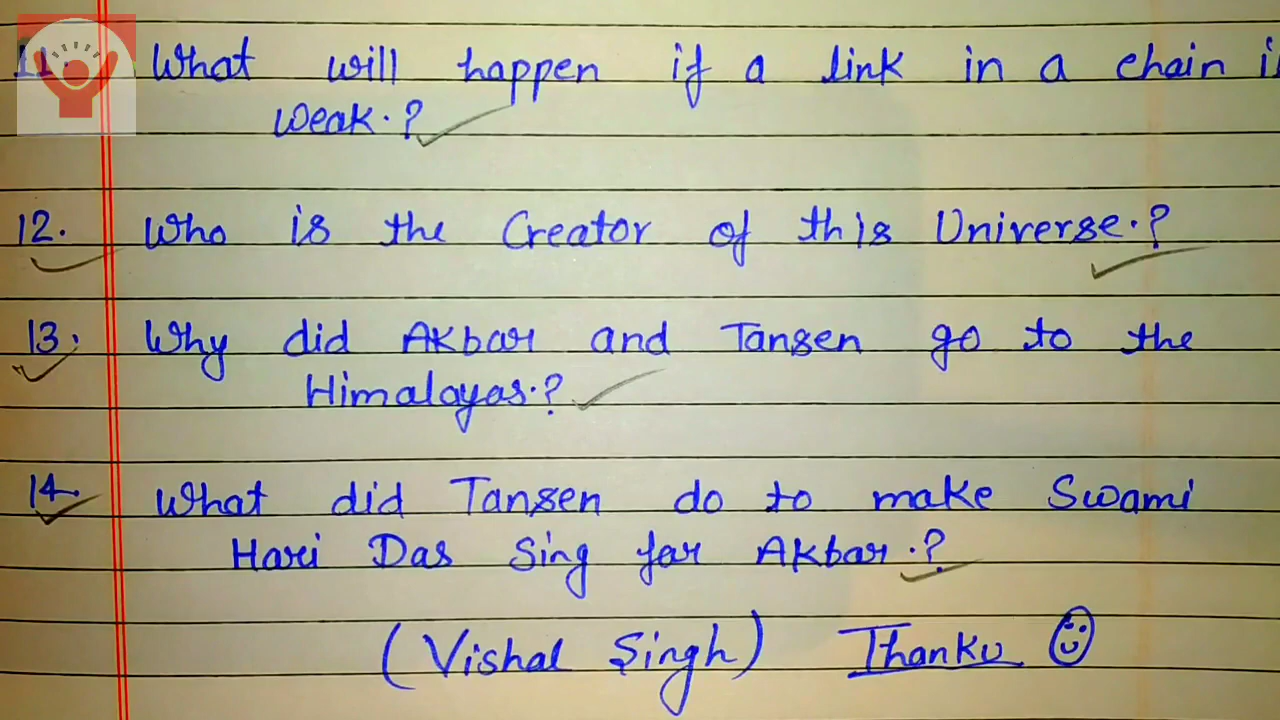 11. What will happen if a link in a chain i
weak.?
12. Who is the Creator of this Universe.?
13. Why did Akbar and Tansen go to the
Himalayas.?
14. What did Tansen do to make Swami
Hari Das Sing for Akbar.?
(Vishal Singh) Thanku